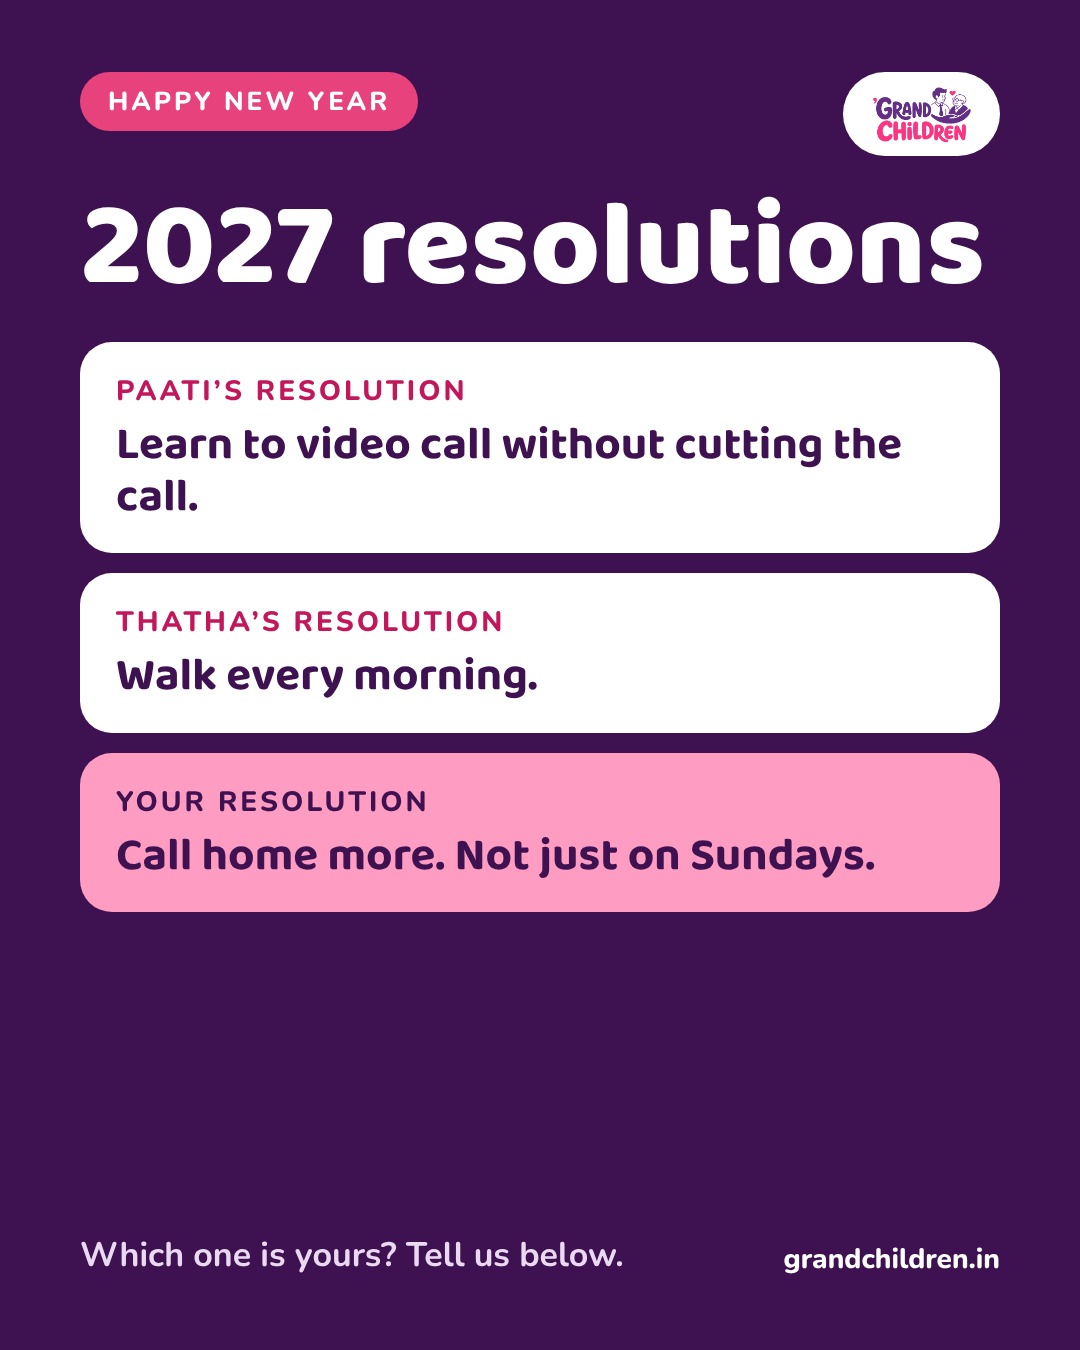 HAPPY NEW YEAR
'GRAND
CHILDREN
2027 resolutions
PAATI’S RESOLUTION
Learn to video call without cutting the
call.
THATHA’S RESOLUTION
Walk every morning.
YOUR RESOLUTION
Call home more. Not just on Sundays.
Which one is yours? Tell us below.
grandchildren.in